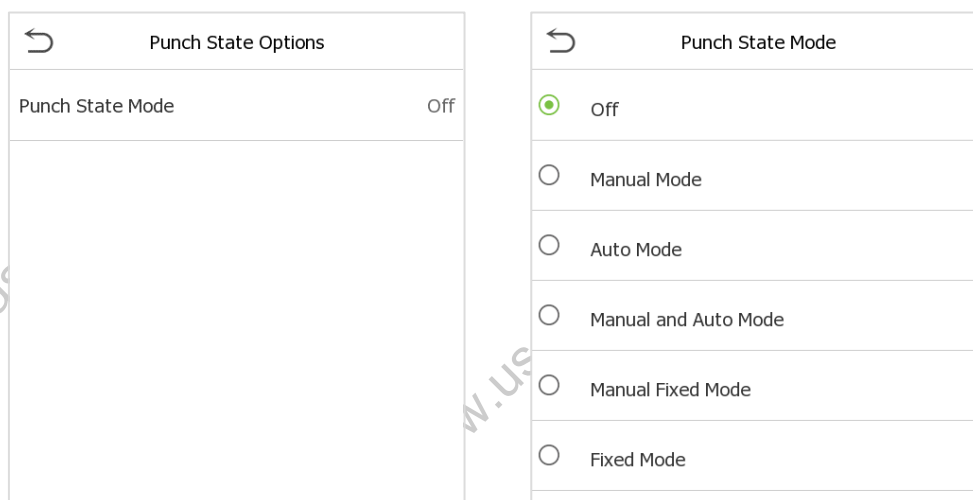 Punch State Options
Punch State Mode Off
Punch State Mode
Off
Manual Mode
Auto Mode
Manual and Auto Mode
Manual Fixed Mode
Fixed Mode